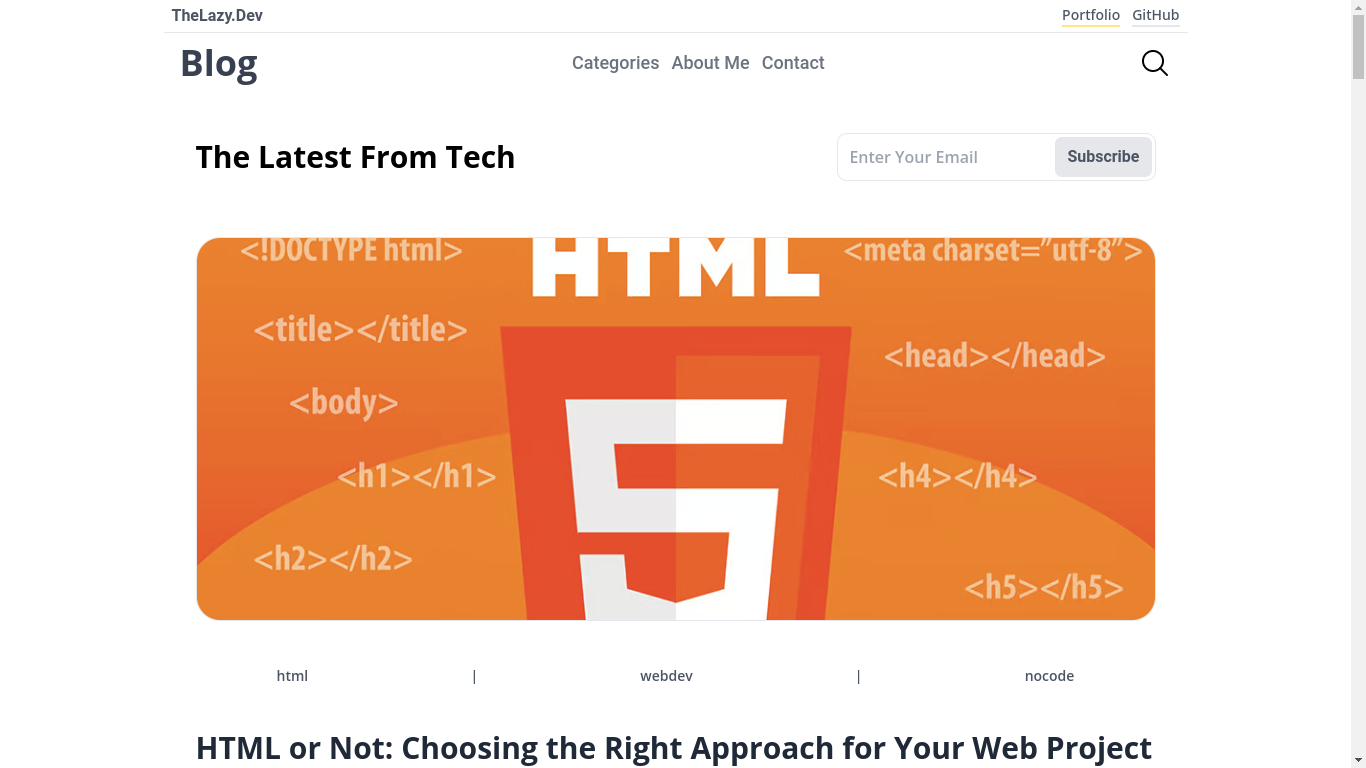 TheLazy.Dev Portfolio GitHub
Blog Categories About Me Contact
The Latest From Tech Enter Your Email Subscribe
<!DOCTYPE html> HTML <meta charset=”utf-8”>
<title></title>
<head></head>
<body>
5
<h1></h1> <h4></h4>
<h2></h2>
<h5></h5>
html | webdev | nocode
HTML or Not: Choosing the Right Approach for Your Web Project